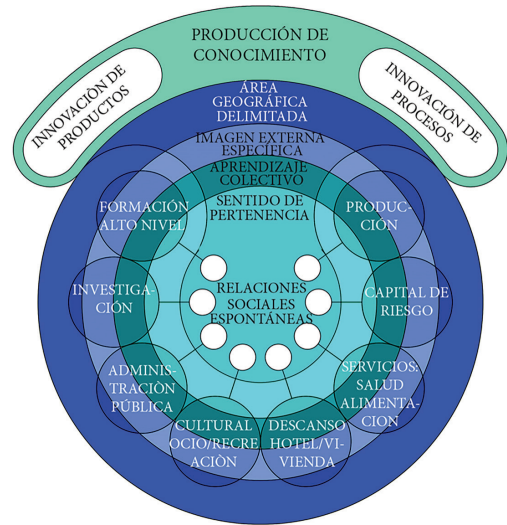 PRODUCCIÓN DE
CONOCIMIENTO
INNOVACIÒN DE
PRODUCTOS
INNOVACIÓN DE
PROCESOS
ÁREA
GEOGRÁFICA
DELIMITADA
IMAGEN EXTERNA
ESPECÍFICA
APRENDIZAJE
COLECTIVO
SENTIDO DE
PERTENENCIA
FORMACIÓN
ALTO NIVEL
PRODUC-
CIÓN
INVESTIGA-
CIÓN
RELACIONES
SOCIALES
ESPONTÁNEAS
CAPITAL DE
RIESGO
ADMINIS-
TRACIÒN
PÚBLICA
SERVICIOS:
SALUD
ALIMENTA-
CION
CULTURAL
OCIO/RECRE
ACIÒN
DESCANSO
HOTEL/VI-
VIENDA